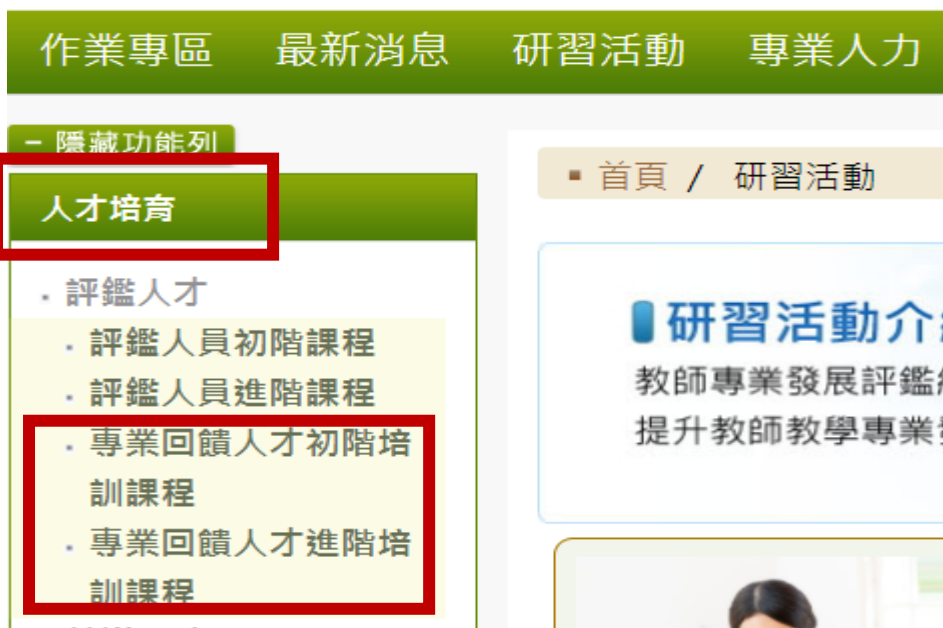 作業專區 最新消息 研習活動 專業人力
- 隱藏功能列
人才培育
▪ 首頁 / 研習活動
. 評鑑人才
. 評鑑人員初階課程
. 評鑑人員進階課程
. 專業回饋人才初階培
訓課程
. 專業回饋人才進階培
訓課程
研習活動介
教師專業發展評鑑
提升教師教學專業